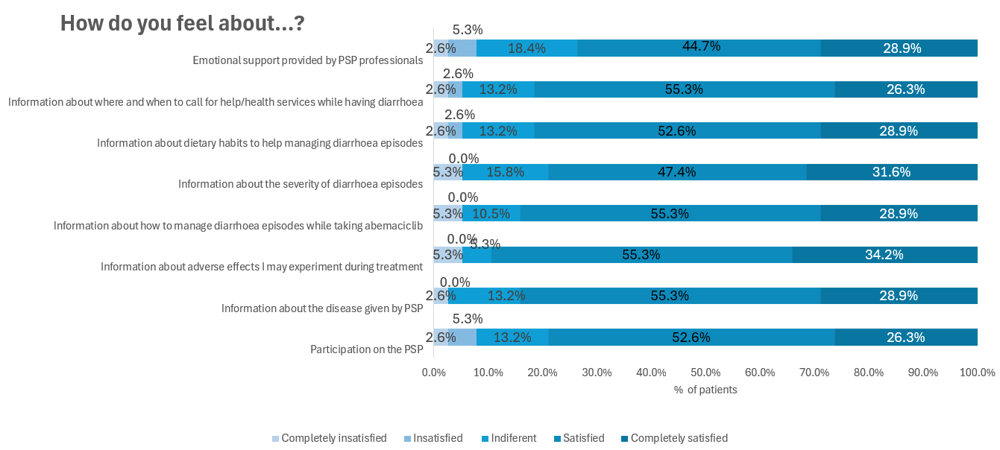 How do you feel about...?
5.3%
2.6% 18.4% 44.7% 28.9%
Emotional support provided by PSP professionals
2.6%
2.6% 13.2% 55.3% 26.3%
Information about where and when to call for help/health services while having diarrhoea
2.6%
2.6% 13.2% 52.6% 28.9%
Information about dietary habits to help managing diarrhoea episodes
0.0%
5.3% 15.8% 47.4% 31.6%
Information about the severity of diarrhoea episodes
0.0%
5.3% 10.5% 55.3% 28.9%
Information about how to manage diarrhoea episodes while taking abemaciclib
0.0% 5.3%
5.3% 55.3% 34.2%
Information about adverse effects I may experiment during treatment
0.0%
2.6% 13.2% 55.3% 28.9%
Information about the disease given by PSP
5.3%
2.6% 13.2% 52.6% 26.3%
Participation on the PSP
0.0% 10.0% 20.0% 30.0% 40.0% 50.0% 60.0% 70.0% 80.0% 90.0% 100.0%
% of patients
Completely insatisfied Insatisfied Indiferent Satisfied Completely satisfied